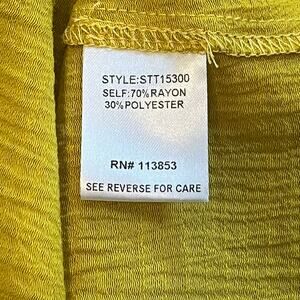 STYLE:STT15300
SELF:70%RAYON
30%POLYESTER
RN# 113853
SEE REVERSE FOR CARE